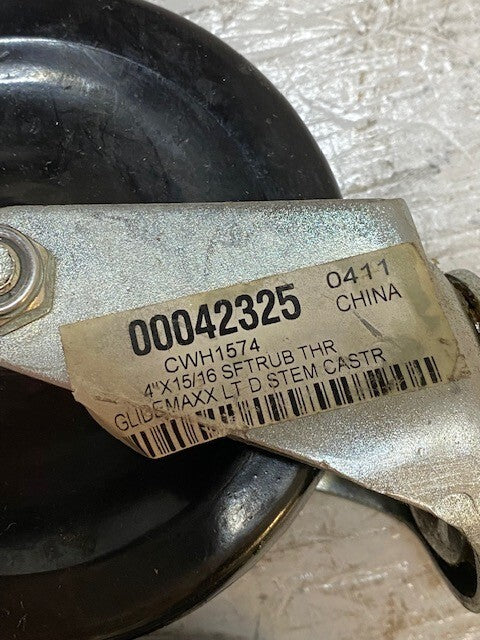 00042325 0411
CHINA
CWH1574
4"X15/16 SFTRUB THR
GLIDEMAXX LT D STEM CASTR